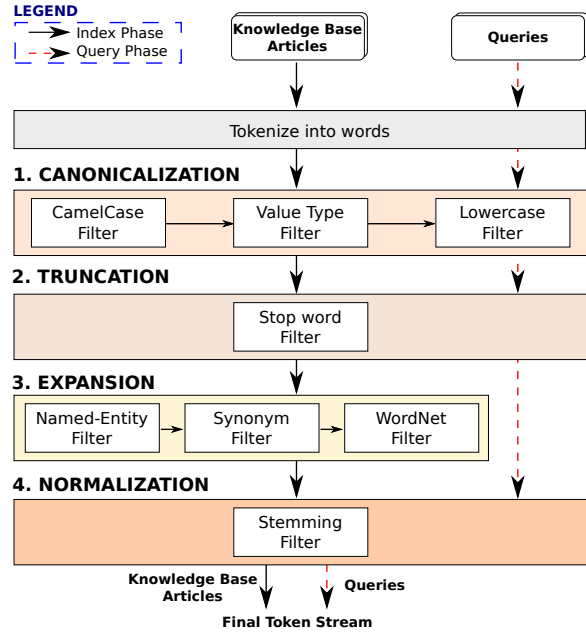 LEGEND
Index Phase
Query Phase
Knowledge Base
Articles
Queries
Tokenize into words
1. CANONICALIZATION
CamelCase
Filter
Value Type
Filter
Lowercase
Filter
2. TRUNCATION
Stop word
Filter
3. EXPANSION
Named-Entity
Filter
Synonym
Filter
WordNet
Filter
4. NORMALIZATION
Stemming
Filter
Knowledge Base
Articles
Queries
Final Token Stream